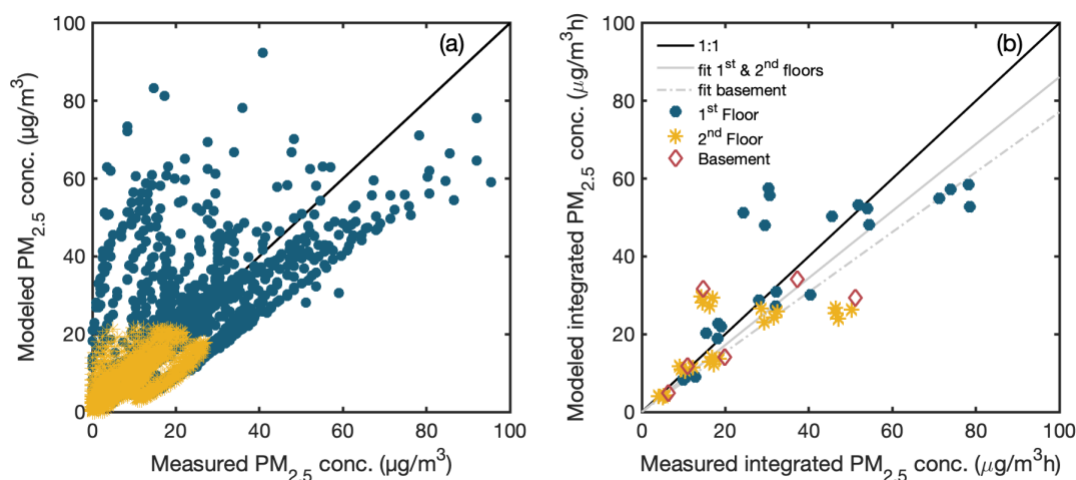 100
80
60
40
20
0
0 20 40 60 80 100
Modeled PM2.5 conc. (μg/m3)
Measured PM2.5 conc. (μg/m3)
(a)
100
80
60
40
20
0
0 20 40 60 80 100
Modeled integrated PM2.5 conc. (μg/m3h)
Measured integrated PM2.5 conc. (μg/m3h)
(b)
1:1
fit 1st & 2nd floors
fit basement
1st Floor
2nd Floor
Basement